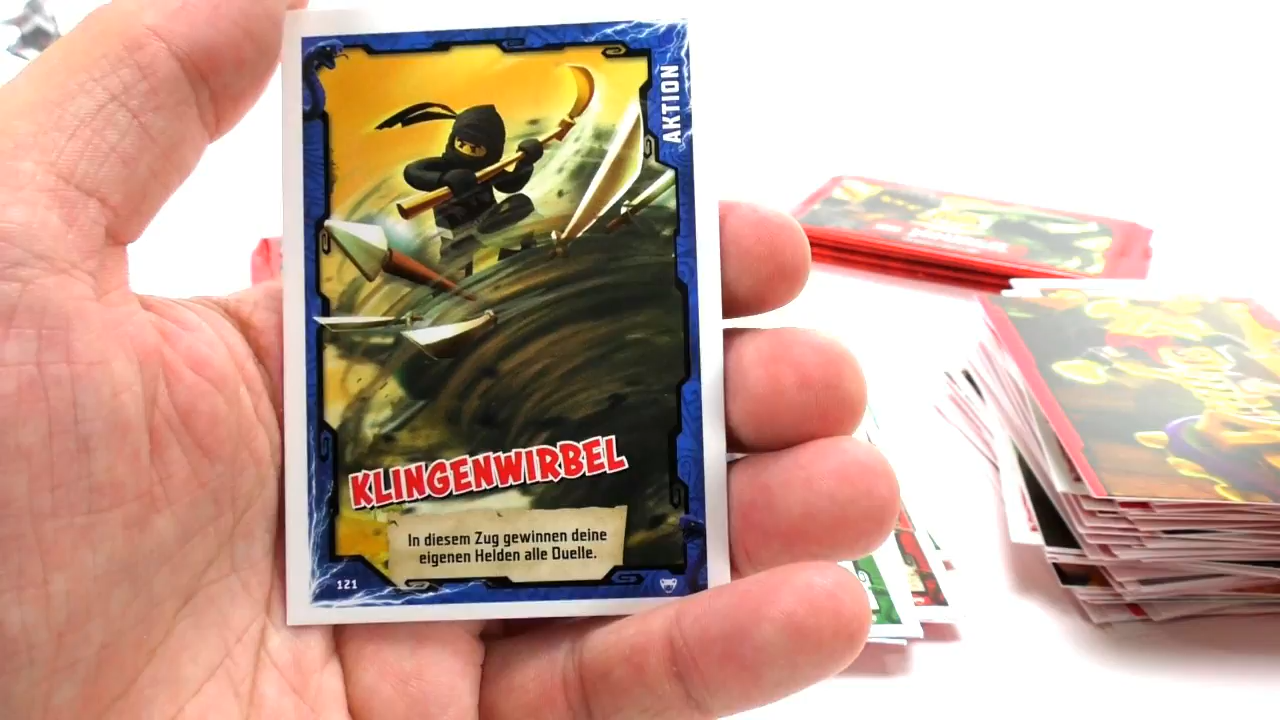 AKTION
KLINGENWIRBEL
In diesem Zug gewinnen deine
eigenen Helden alle Duelle.
121